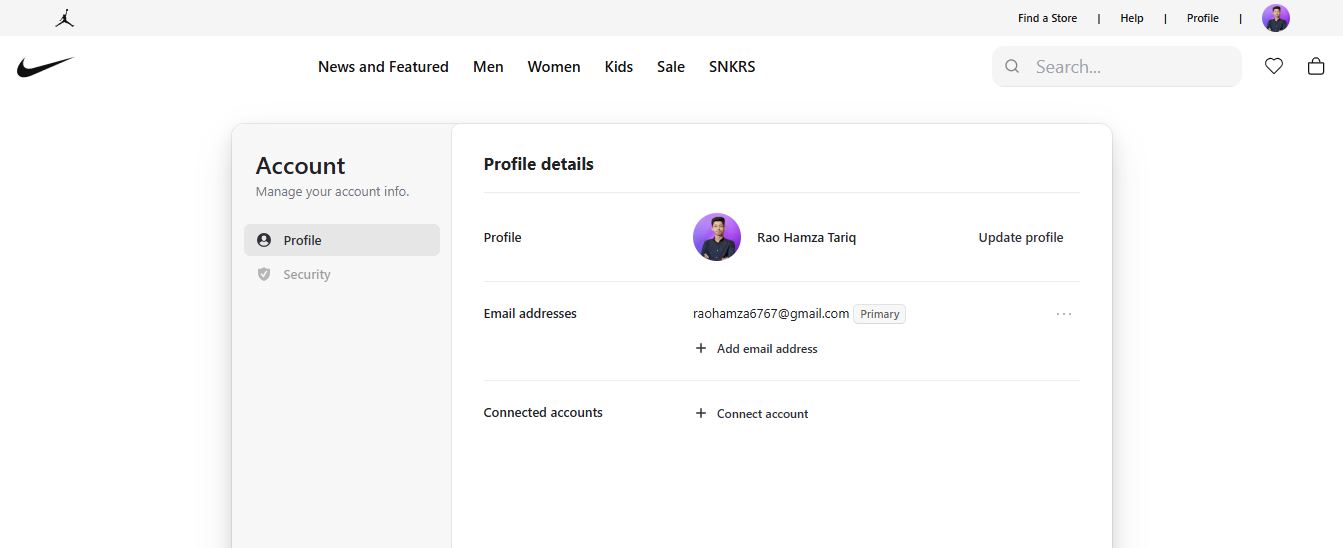 Find a Store | Help | Profile |
News and Featured Men Women Kids Sale SNKRS Search...
Account
Manage your account info.
Profile
Security
Profile details
Profile Rao Hamza Tariq Update profile
Email addresses raohamza6767@gmail.com Primary ...
+ Add email address
Connected accounts + Connect account